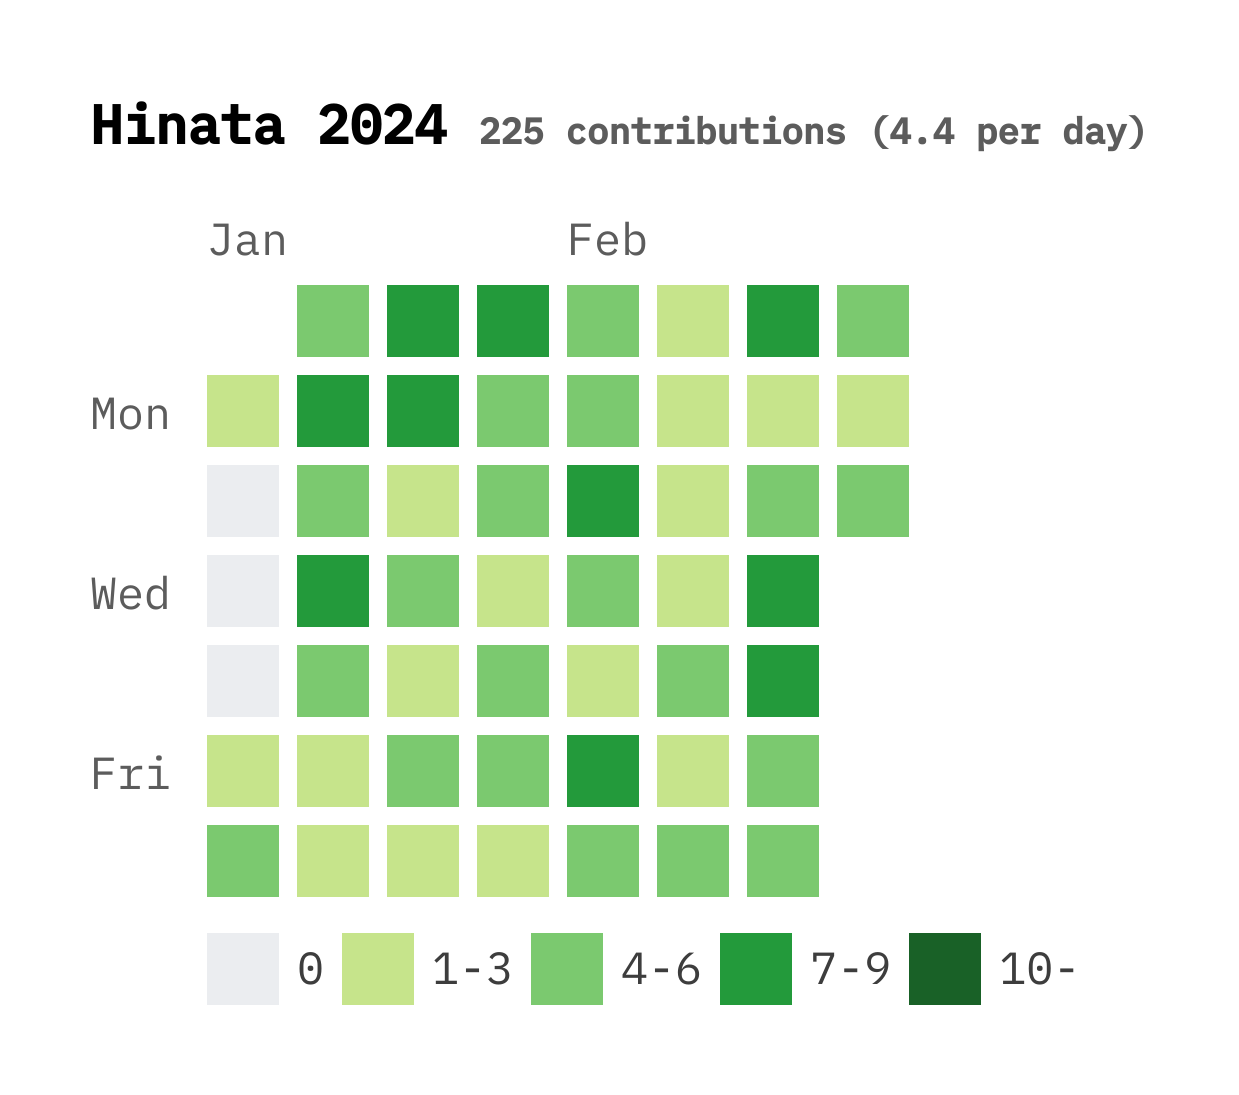 Hinata 2024 225 contributions (4.4 per day)
Jan Feb
Mon
Wed
Fri
0 1-3 4-6 7-9 10-